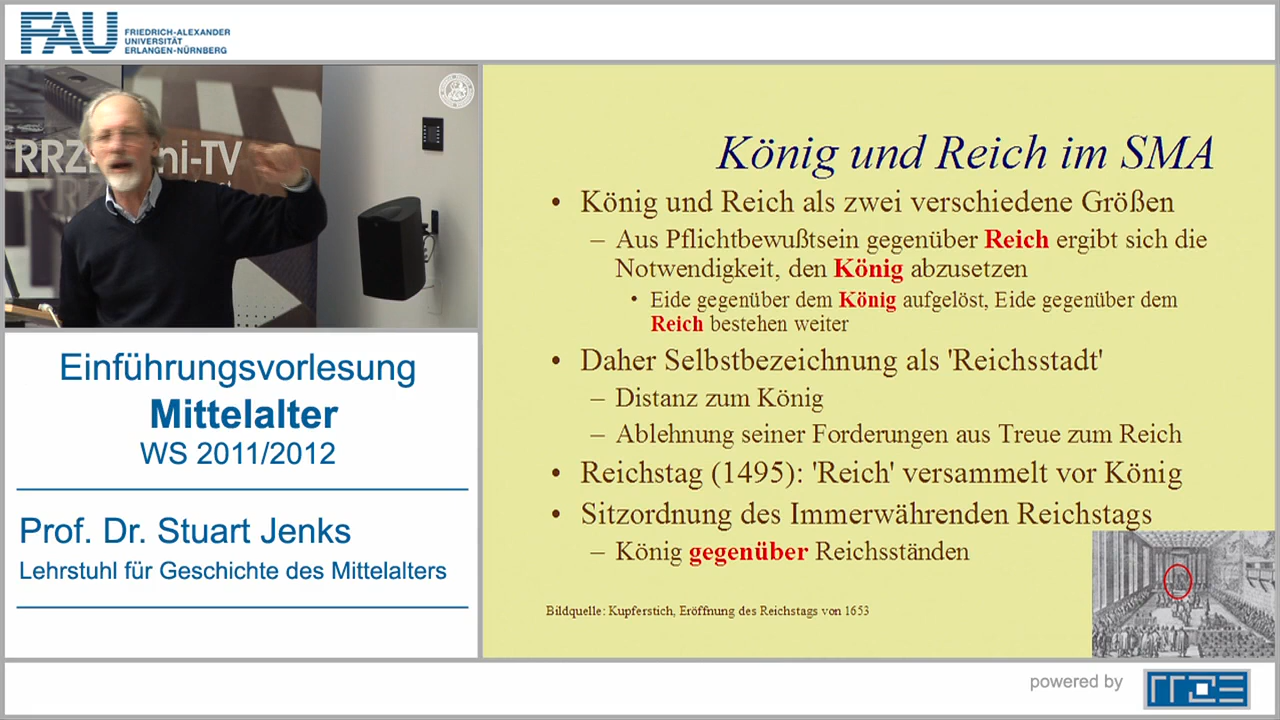 FAU
FRIEDRICH-ALEXANDER
UNIVERSITÄT
ERLANGEN-NÜRNBERG
König und Reich im SMA
• König und Reich als zwei verschiedene Größen
– Aus Pflichtbewußtsein gegenüber Reich ergibt sich die
Notwendigkeit, den König abzusetzen
• Eide gegenüber dem König aufgelöst, Eide gegenüber dem
Reich bestehen weiter
• Daher Selbstbezeichnung als 'Reichsstadt'
– Distanz zum König
– Ablehnung seiner Forderungen aus Treue zum Reich
• Reichstag (1495): 'Reich' versammelt vor König
• Sitzordnung des Immerwährenden Reichstags
– König gegenüber Reichsständen
Bildquelle: Kupferstich, Eröffnung des Reichstags von 1653
Einführungsvorlesung
Mittelalter
WS 2011/2012
Prof. Dr. Stuart Jenks
Lehrstuhl für Geschichte des Mittelalters
powered by